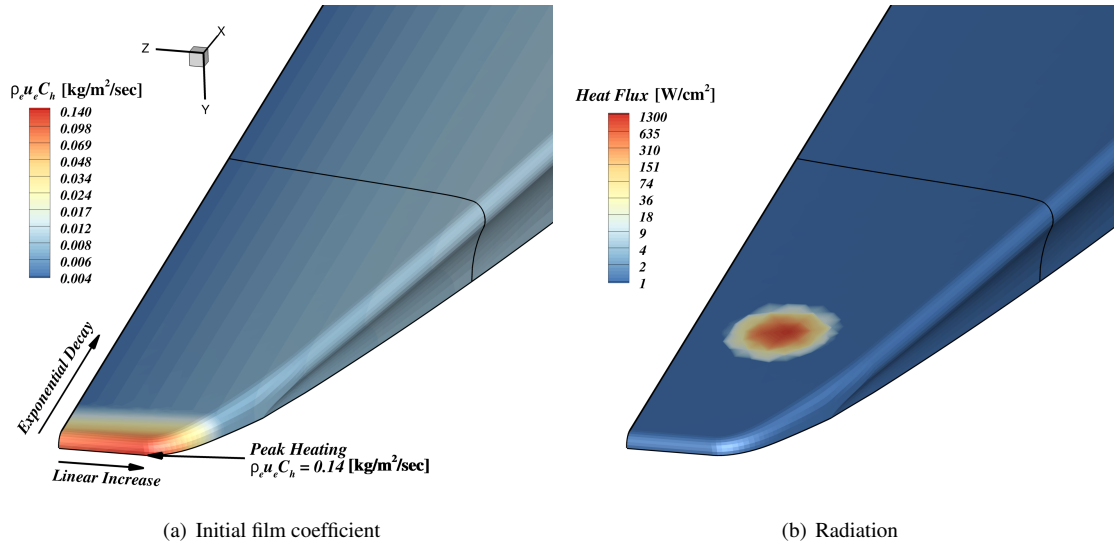 X
Z
Y
ρₑuₑCₕ [kg/m²/sec]
0.140
0.098
0.069
0.048
0.034
0.024
0.017
0.012
0.008
0.006
0.004
Exponential Decay
Linear Increase
Peak Heating
ρₑuₑCₕ = 0.14 [kg/m²/sec]
(a) Initial film coefficient
Heat Flux [W/cm²]
1300
635
310
151
74
36
18
9
4
2
1
(b) Radiation